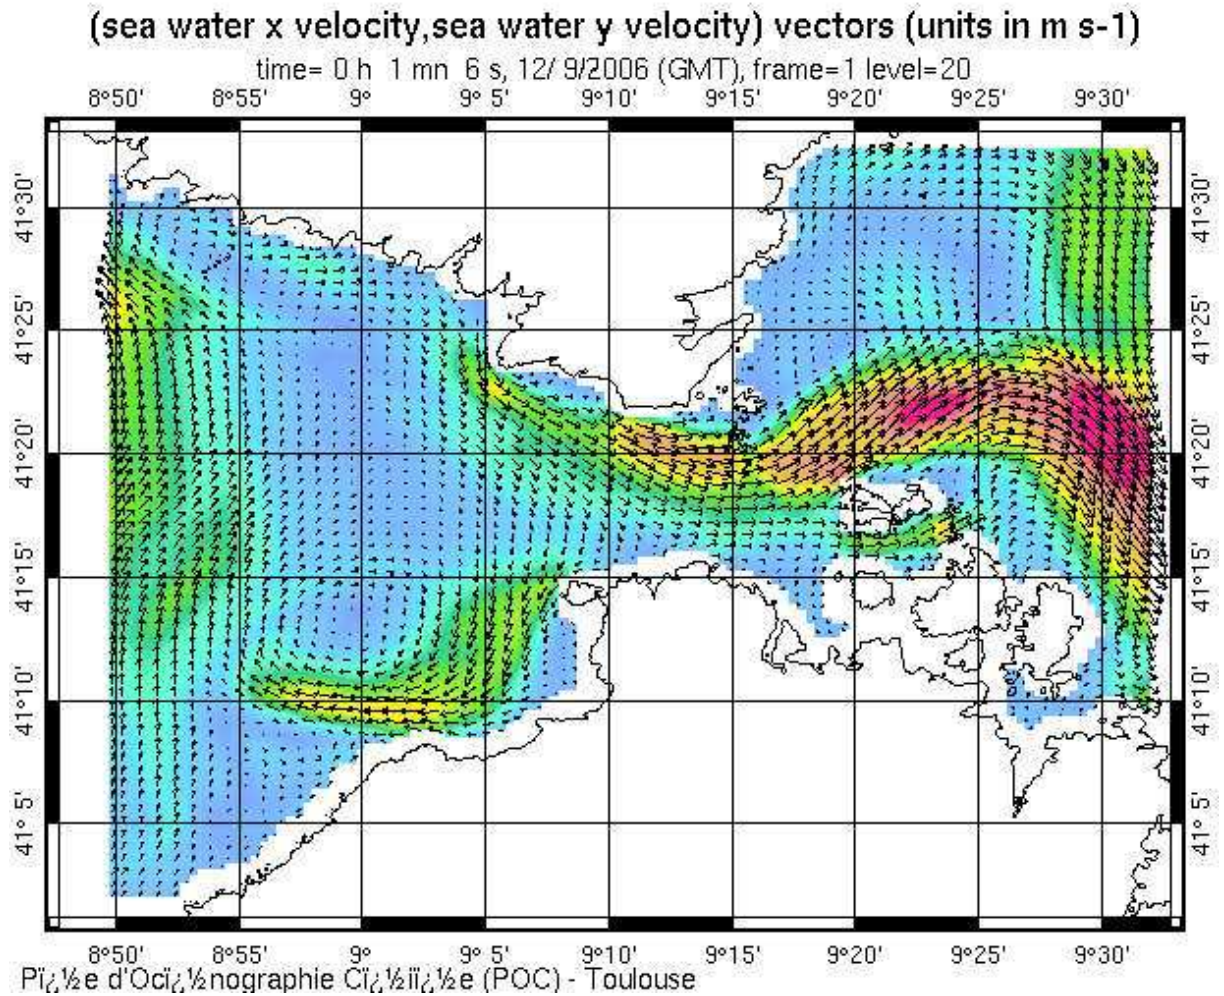 (sea water x velocity,sea water y velocity) vectors (units in m s-1)
time= 0 h 1 mn 6 s, 12/ 9/2006 (GMT), frame=1 level=20
8°50' 8°55' 9° 9° 5' 9°10' 9°15' 9°20' 9°25' 9°30'
41°30' 41°30'
41°25' 41°25'
41°20' 41°20'
41°15' 41°15'
41°10' 41°10'
41° 5' 41° 5'
8°50' 8°55' 9° 9° 5' 9°10' 9°15' 9°20' 9°25' 9°30'
Pï¿½e d'Ocï¿½nographie Cï¿½iï¿½e (POC) - Toulouse